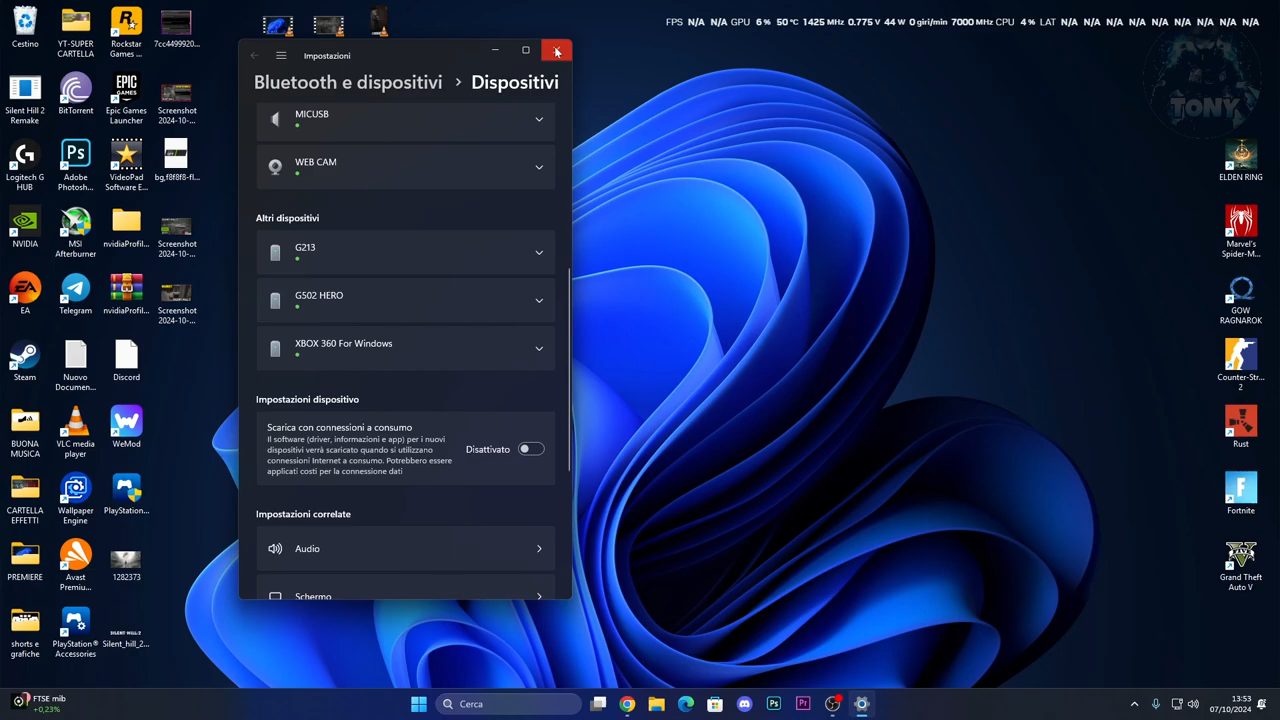 FPS N/A N/A GPU 6 % 50 °C 1425 MHz 0.775 V 44 W 0 giri/min 7000 MHz CPU 4 % LAT N/A N/A N/A N/A N/A N/A N/A N/A N/A
Cestino
YT-SUPER
CARTELLA
Rockstar
Games ...
7cc4499920...
Silent Hill 2
Remake
BitTorrent
Epic Games
Launcher
Screenshot
2024-10-...
Logitech G
HUB
Adobe
Photosh...
VideoPad
Software E...
bg,f8f8f8-fl...
NVIDIA
MSI
Afterburner
nvidiaProfil...
Screenshot
2024-10-...
EA
Telegram
nvidiaProfil...
Screenshot
2024-10-...
Steam
Nuovo
Documen...
Discord
BUONA
MUSICA
VLC media
player
WeMod
CARTELLA
EFFETTI
Wallpaper
Engine
PlayStation...
PREMIERE
Avast
Premiu...
1282373
shorts e
grafiche
PlayStation®
Accessories
SILENT HILL 2
Silent_hill_2...
Impostazioni
Bluetooth e dispositivi > Dispositivi
MICUSB
WEB CAM
Altri dispositivi
G213
G502 HERO
XBOX 360 For Windows
Impostazioni dispositivo
Scarica con connessioni a consumo
Il software (driver, informazioni e app) per i nuovi
dispositivi verrà scaricato quando si utilizzano
connessioni Internet a consumo. Potrebbero essere
applicati costi per la connessione dati
Disattivato
Impostazioni correlate
Audio
Schermo
TONY
ELDEN RING
Marvel's
Spider-M...
GOW
RAGNAROK
Counter-Str...
2
Rust
Fortnite
Grand Theft
Auto V
FTSE mib
+0,23%
Cerca
13:53
07/10/2024